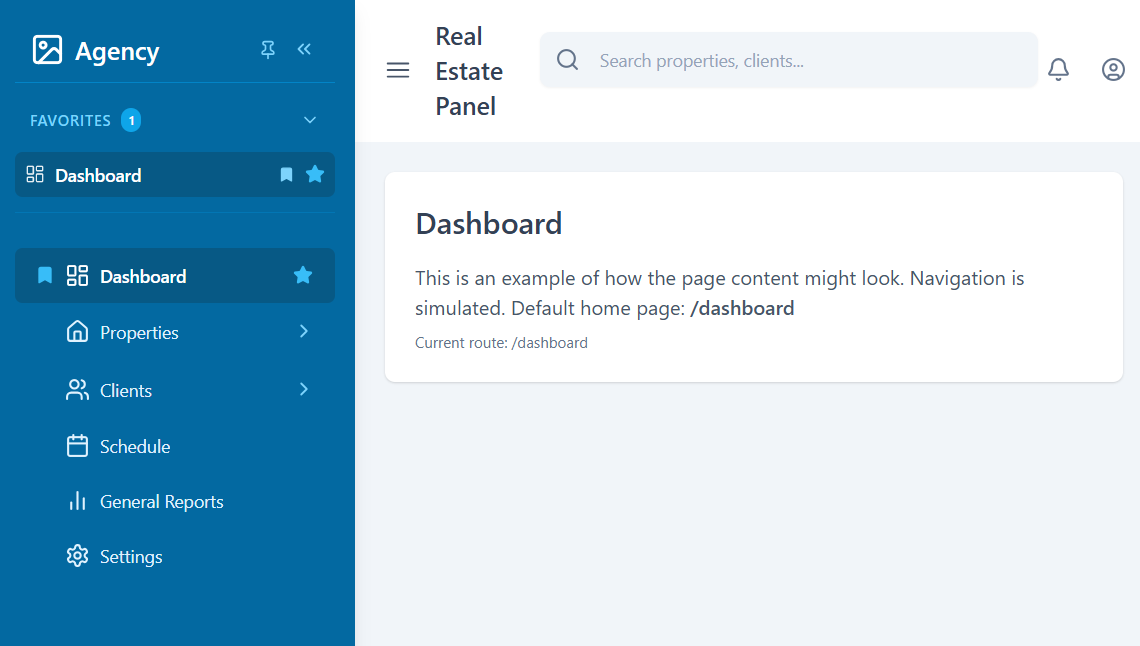 Agency
FAVORITES 1
Dashboard
Dashboard
Properties
Clients
Schedule
General Reports
Settings
Real
Estate
Panel
Search properties, clients...
Dashboard
This is an example of how the page content might look. Navigation is
simulated. Default home page: /dashboard
Current route: /dashboard